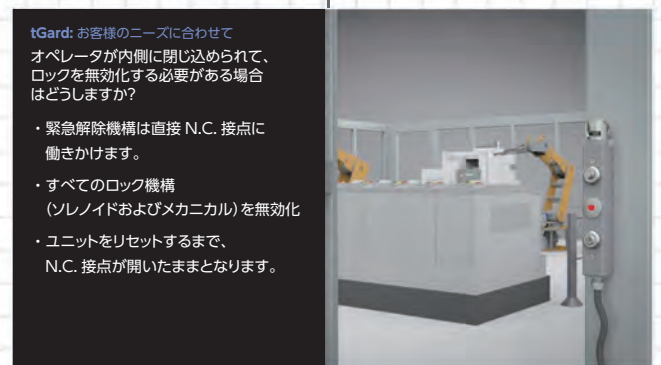 tGard: お客様のニーズに合わせて
オペレータが内側に閉じ込められて、
ロックを無効化する必要がある場合
はどうしますか?
・緊急解除機構は直接 N.C. 接点に
働きかけます。
・すべてのロック機構
（ソレノイドおよびメカニカル）を無効化
・ユニットをリセットするまで、
N.C. 接点が開いたままとなります。